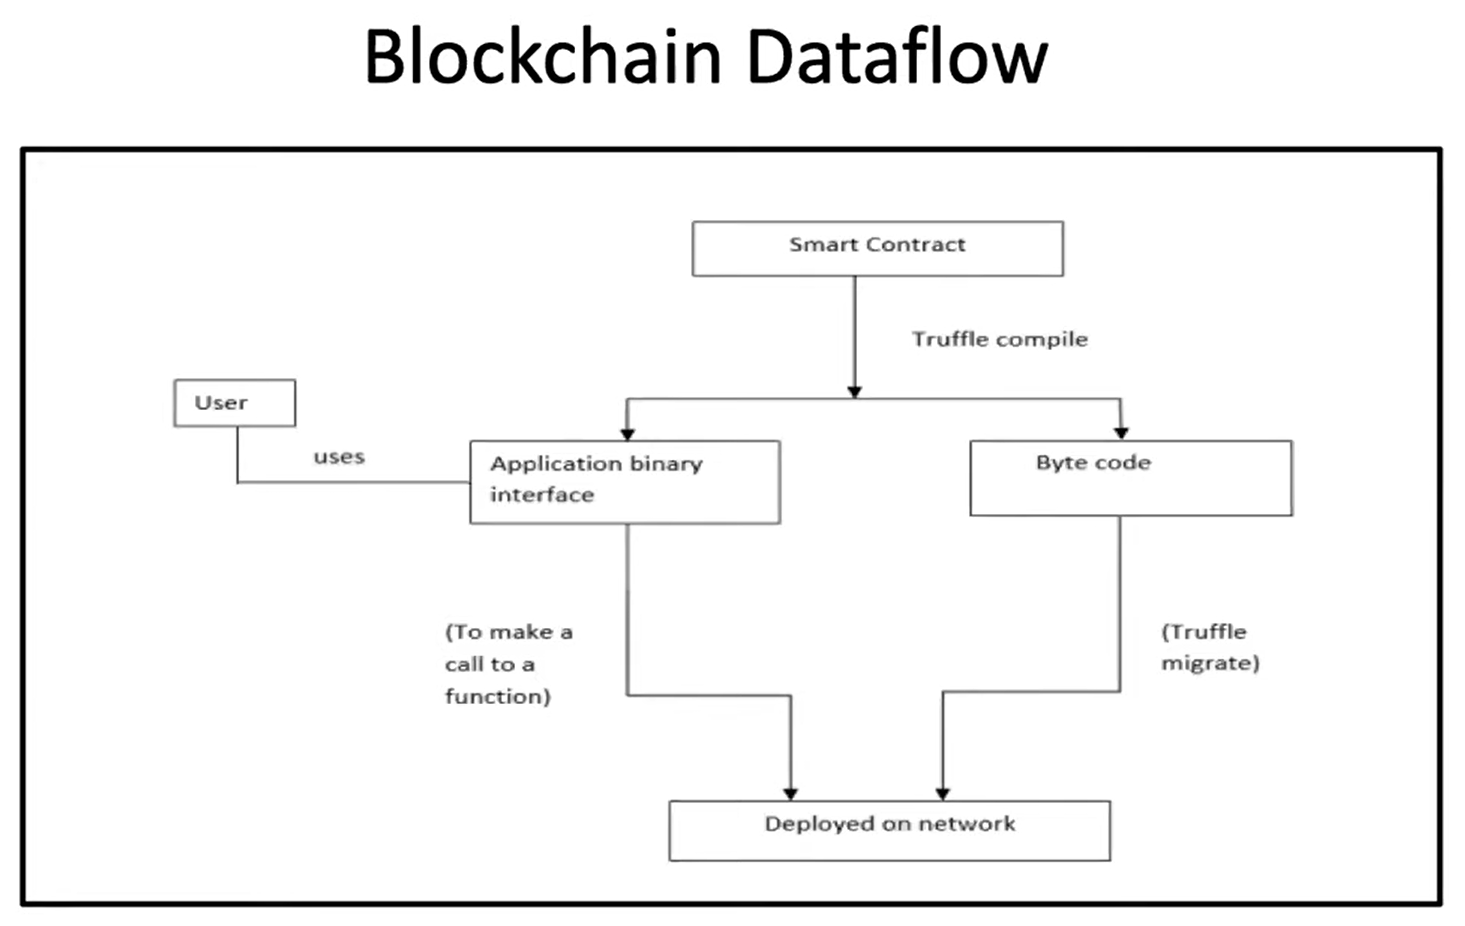 Blockchain Dataflow
Smart Contract
Truffle compile
User
uses
Application binary
interface
Byte code
(To make a
call to a
function)
(Truffle
migrate)
Deployed on network